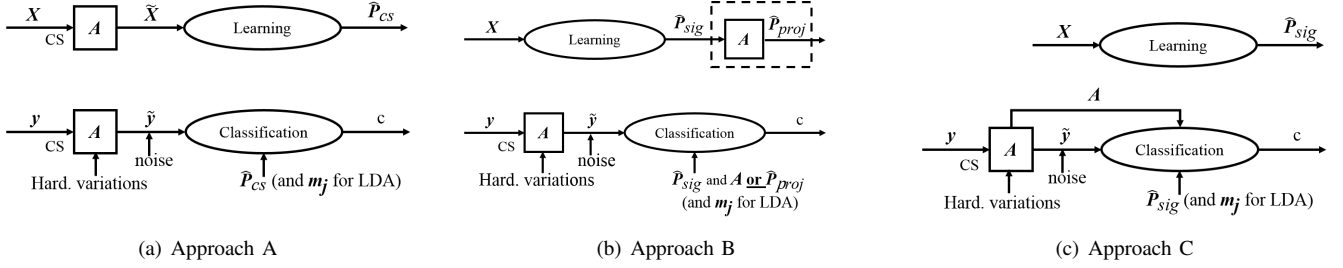 X
CS
A
X̃
Learning
P̂cs
y
CS
A
ỹ
Classification
c
noise
Hard. variations
P̂cs (and mj for LDA)
(a) Approach A
X
Learning
P̂sig
A
P̂proj
y
CS
A
ỹ
Classification
c
noise
Hard. variations
P̂sig and A or P̂proj
(and mj for LDA)
(b) Approach B
X
Learning
P̂sig
A
y
CS
A
ỹ
Classification
c
noise
Hard. variations
P̂sig (and mj for LDA)
(c) Approach C